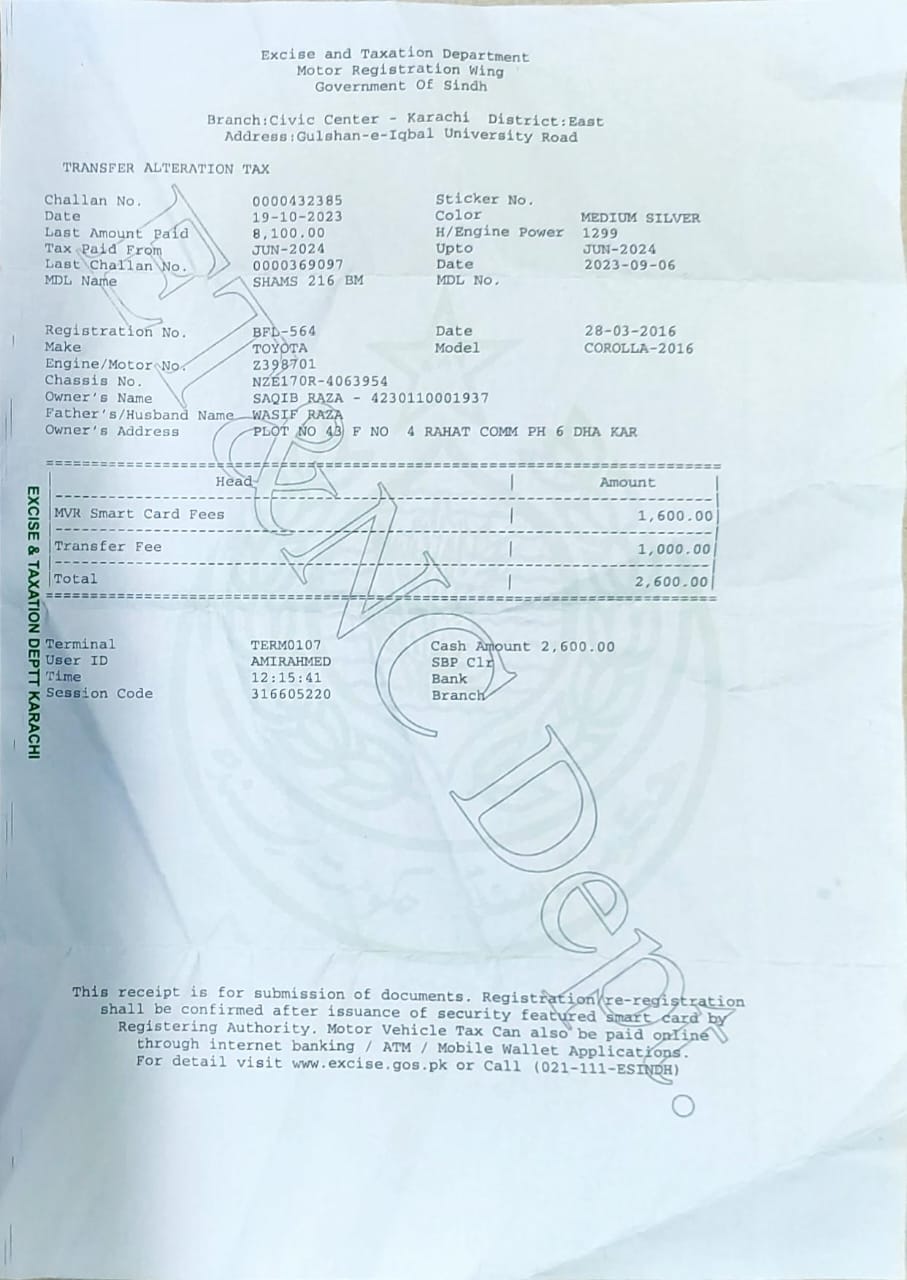 Excise and Taxation Department
Motor Registration Wing
Government Of Sindh
Branch:Civic Center - Karachi District:East
Address:Gulshan-e-Iqbal University Road
TRANSFER ALTERATION TAX
Challan No. 0000432385 Sticker No.
Date 19-10-2023 Color MEDIUM SILVER
Last Amount Paid 8,100.00 H/Engine Power 1299
Tax Paid From JUN-2024 Upto JUN-2024
Last Challan No. 0000369097 Date 2023-09-06
MDL Name SHAMS 216 BM MDL No.
Registration No. BFL-564 Date 28-03-2016
Make TOYOTA Model COROLLA-2016
Engine/Motor No. Z398701
Chassis No. NZE170R-4063954
Owner's Name SAQIB RAZA - 4230110001937
Father's/Husband Name WASIF RAZA
Owner's Address PLOT NO 43 F NO 4 RAHAT COMM PH 6 DHA KAR
Head | Amount
MVR Smart Card Fees | 1,600.00
Transfer Fee | 1,000.00
Total | 2,600.00
EXCISE & TAXATION DEPTT KARACHI
Terminal TERM0107 Cash Amount 2,600.00
User ID AMIRAHMED SBP Clr
Time 12:15:41 Bank
Session Code 316605220 Branch
ET & NC Dept.
This receipt is for submission of documents. Registration/re-registration
shall be confirmed after issuance of security featured smart card by
Registering Authority. Motor Vehicle Tax Can also be paid online
through internet banking / ATM / Mobile Wallet Applications.
For detail visit www.excise.gos.pk or Call (021-111-ESINDH)